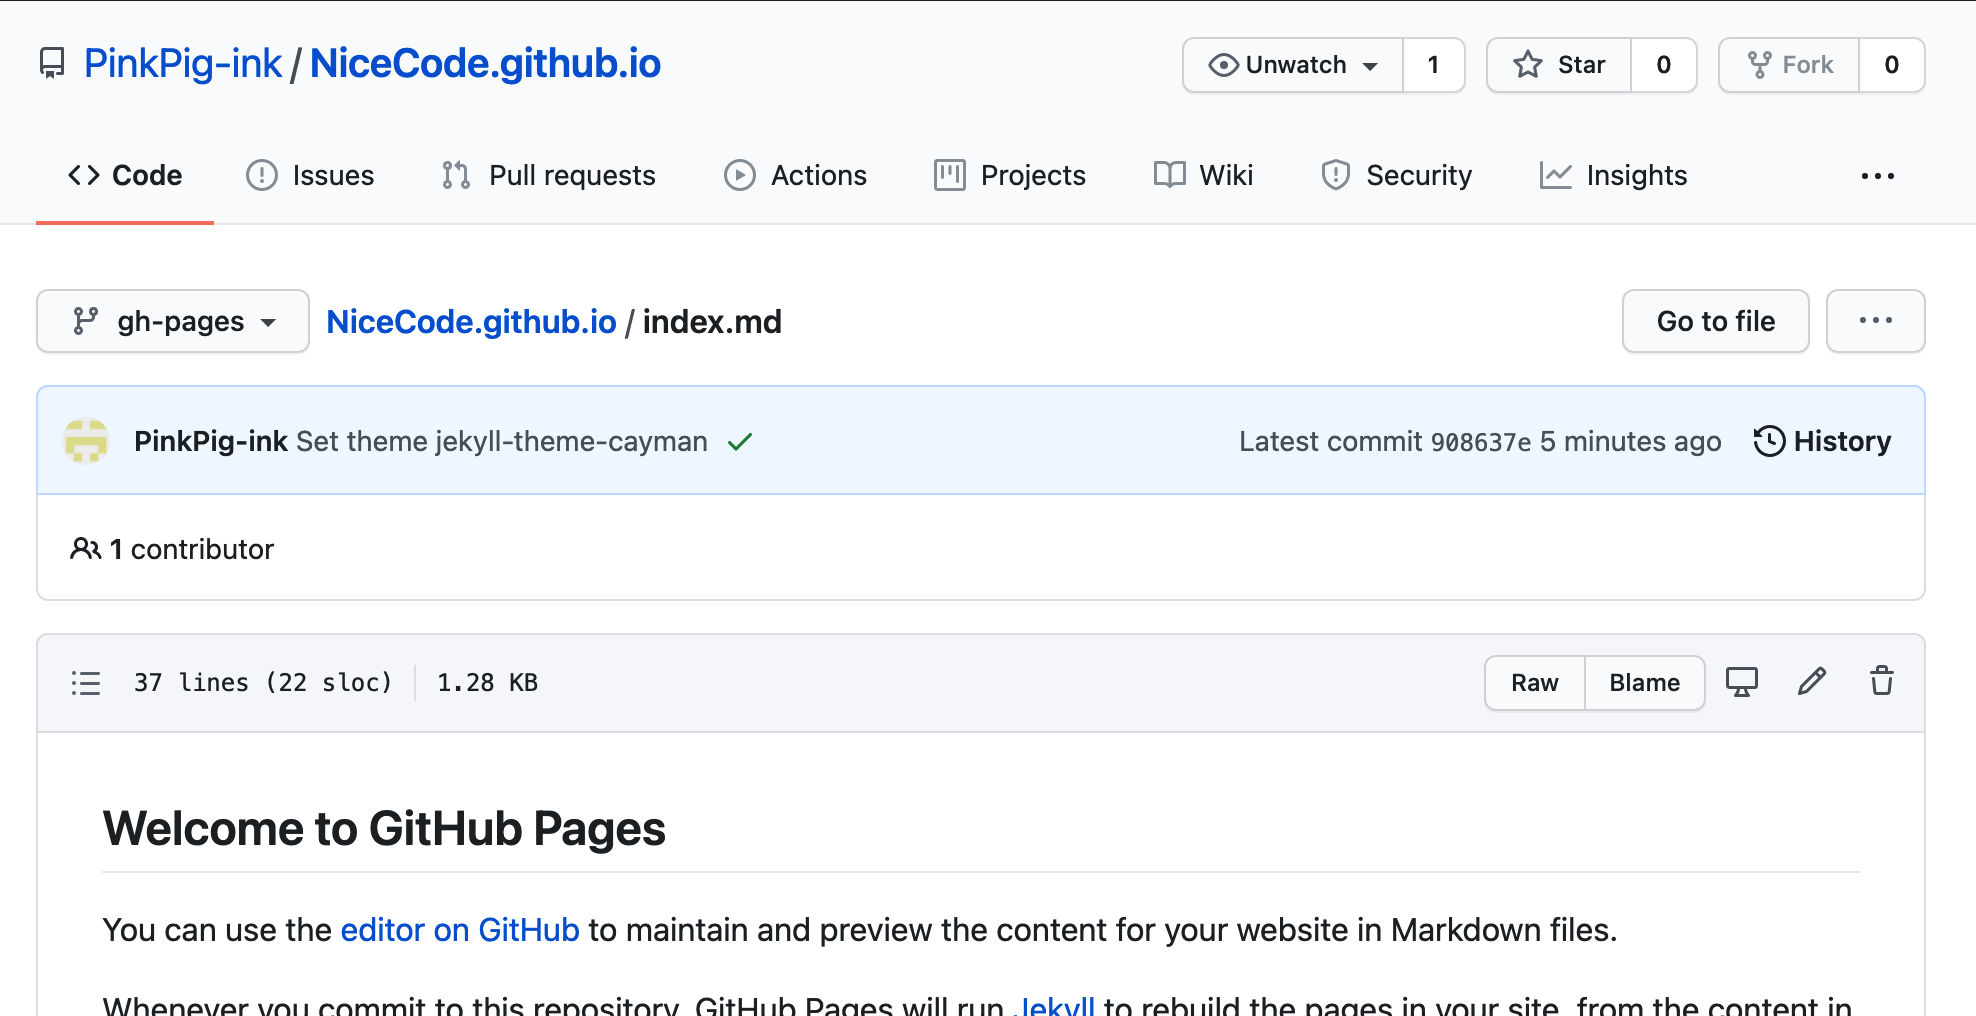 PinkPig-ink / NiceCode.github.io
Unwatch 1 Star 0 Fork 0
Code Issues Pull requests Actions Projects Wiki Security Insights ...
gh-pages NiceCode.github.io / index.md Go to file ...
PinkPig-ink Set theme jekyll-theme-cayman Latest commit 908637e 5 minutes ago History
1 contributor
37 lines (22 sloc) 1.28 KB Raw Blame
Welcome to GitHub Pages
You can use the editor on GitHub to maintain and preview the content for your website in Markdown files.
Whenever you commit to this repository, GitHub Pages will run Jekyll to rebuild the pages in your site, from the content in